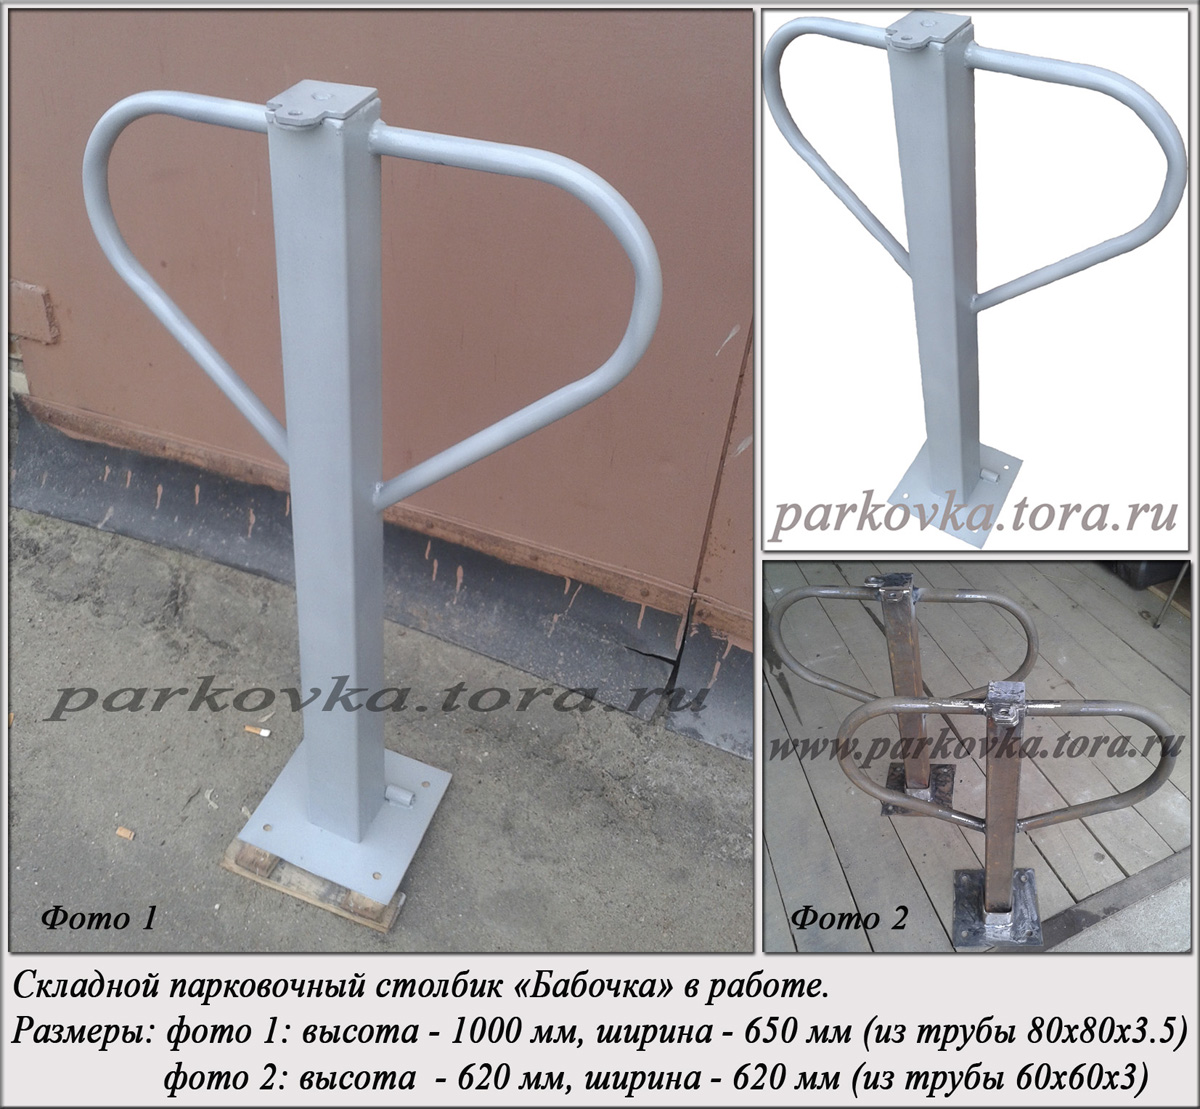 parkovka.tora.ru
parkovka.tora.ru
www.parkovka.tora.ru
Фото 1
Фото 2
Складной парковочный столбик «Бабочка» в работе.
Размеры: фото 1: высота - 1000 мм, ширина - 650 мм (из трубы 80x80x3.5)
фото 2: высота - 620 мм, ширина - 620 мм (из трубы 60x60x3)